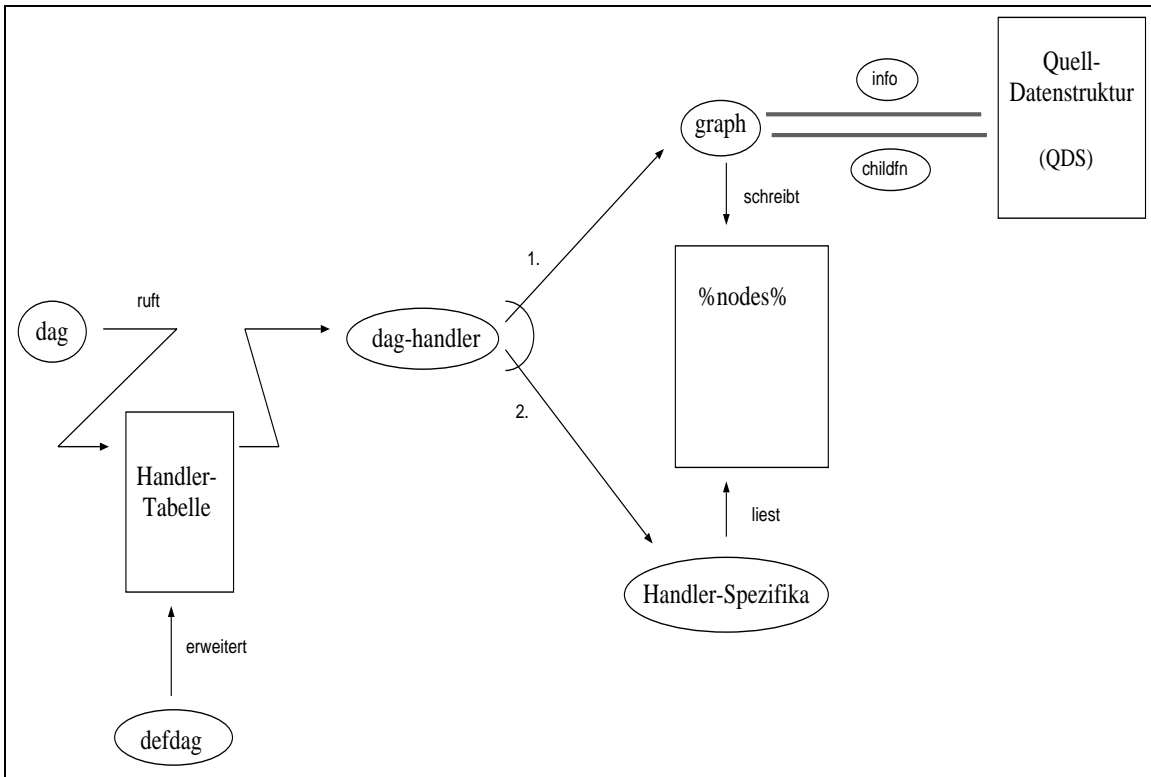 Quell-
Datenstruktur
(QDS)
info
graph
childfn
schreibt
1.
%nodes%
ruft
dag
dag-handler
2.
Handler-
Tabelle
liest
Handler-Spezifika
erweitert
defdag